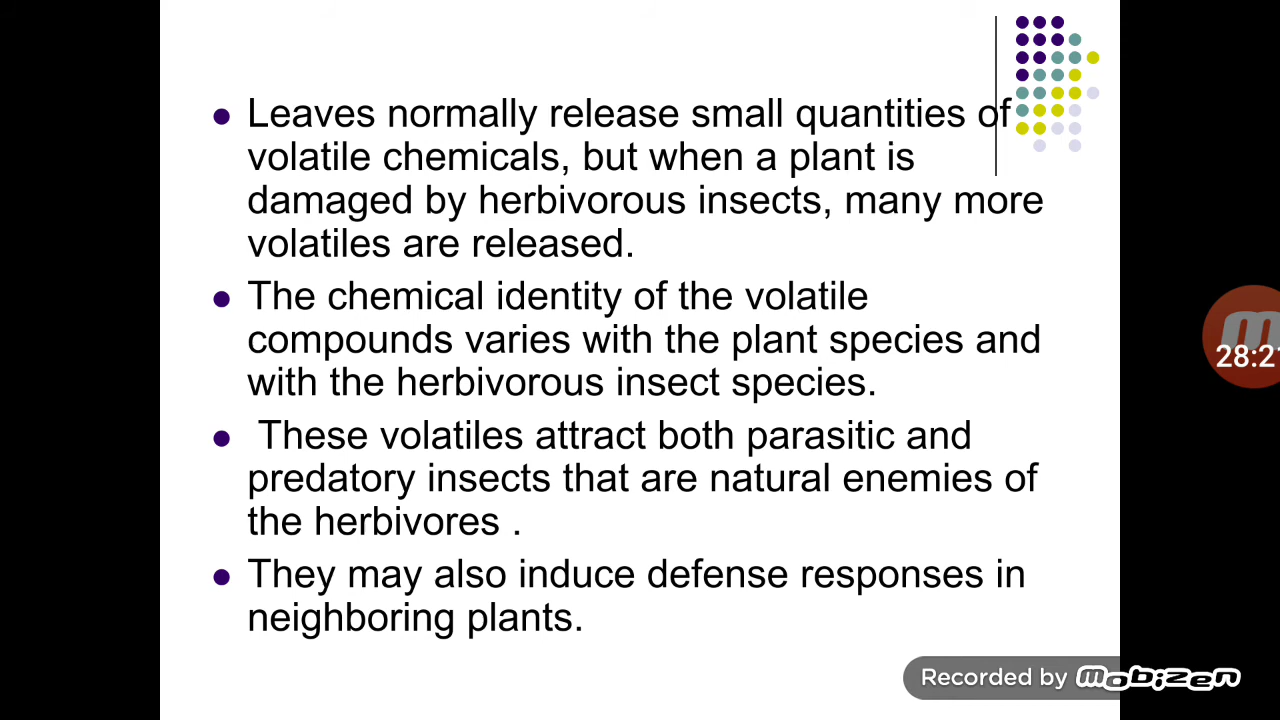 Leaves normally release small quantities of
volatile chemicals, but when a plant is
damaged by herbivorous insects, many more
volatiles are released.
The chemical identity of the volatile
compounds varies with the plant species and
with the herbivorous insect species.
These volatiles attract both parasitic and
predatory insects that are natural enemies of
the herbivores .
They may also induce defense responses in
neighboring plants.
28:21
Recorded by mobizen